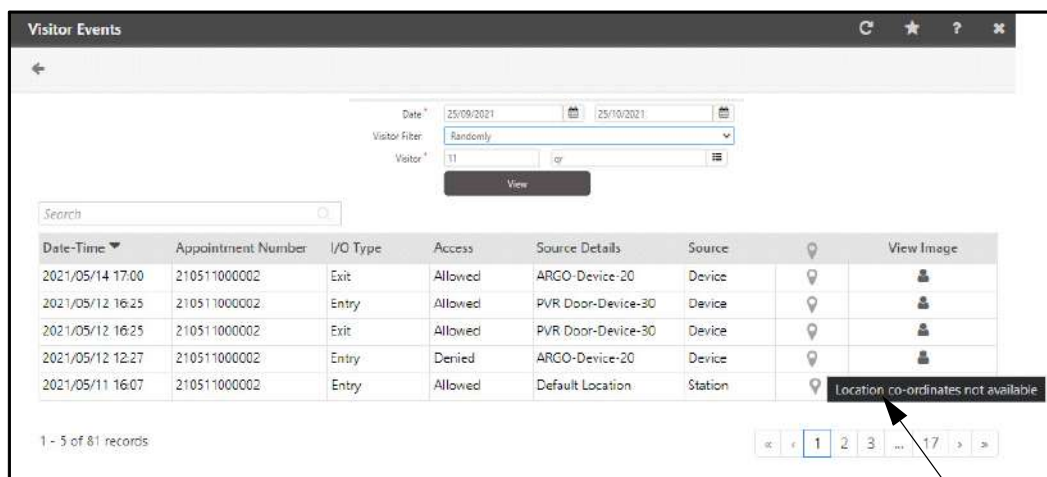 Visitor Events
Date * 25/09/2021 25/10/2021
Visitor Filter: Randomly
Visitor * 11 qr
View
Search
Date-Time Appointment Number I/O Type Access Source Details Source View Image
2021/05/14 17:00 210511000002 Exit Allowed ARGO-Device-20 Device
2021/05/12 16:25 210511000002 Entry Allowed PVR Door-Device-30 Device
2021/05/12 16:25 210511000002 Exit Allowed PVR Door-Device-30 Device
2021/05/12 12:27 210511000002 Entry Denied ARGO-Device-20 Device
2021/05/11 16:07 210511000002 Entry Allowed Default Location Station
Location co-ordinates not available
1 - 5 of 81 records « ‹ 1 2 3 ... 17 › »